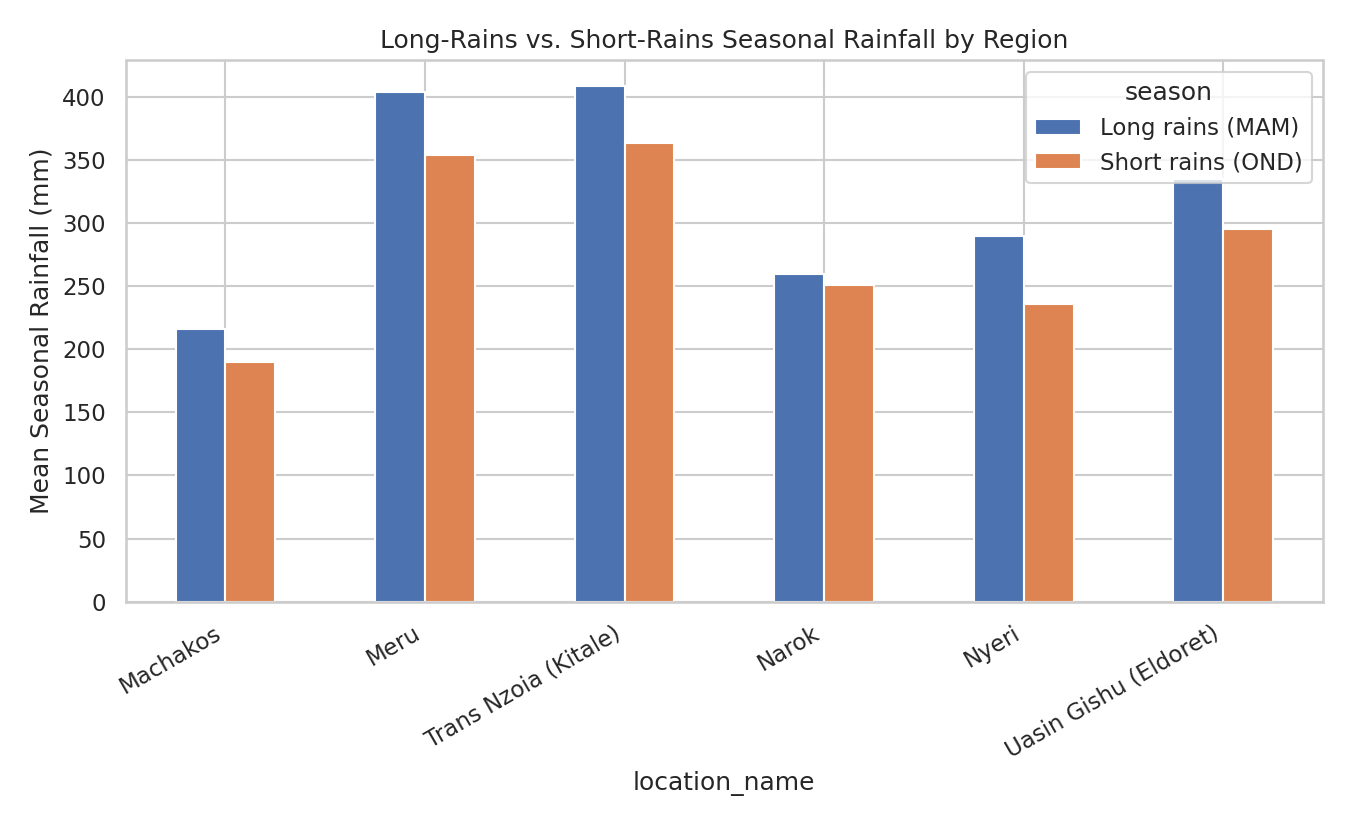 Long-Rains vs. Short-Rains Seasonal Rainfall by Region
season
Long rains (MAM)
Short rains (OND)
Mean Seasonal Rainfall (mm)
400
350
300
250
200
150
100
50
0
Machakos
Meru
Trans Nzoia (Kitale)
Narok
Nyeri
Uasin Gishu (Eldoret)
location_name